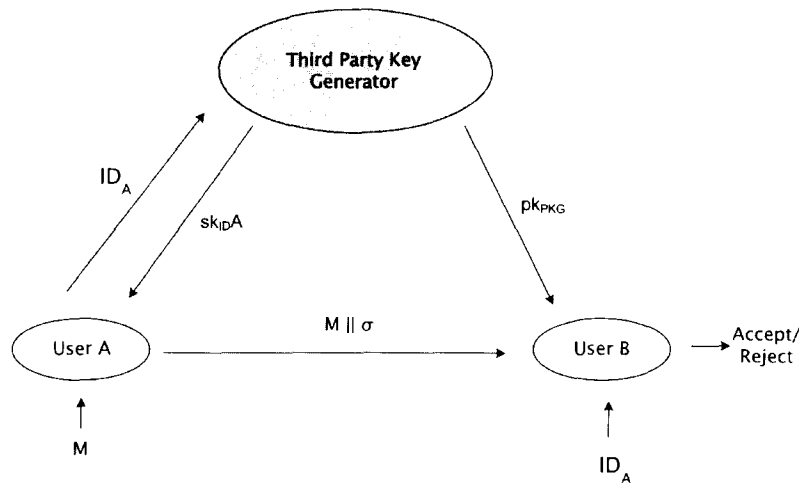 Third Party Key
Generator
ID_A
sk_IDA
pk_PKG
M || σ
User A
User B
Accept/
Reject
M
ID_A